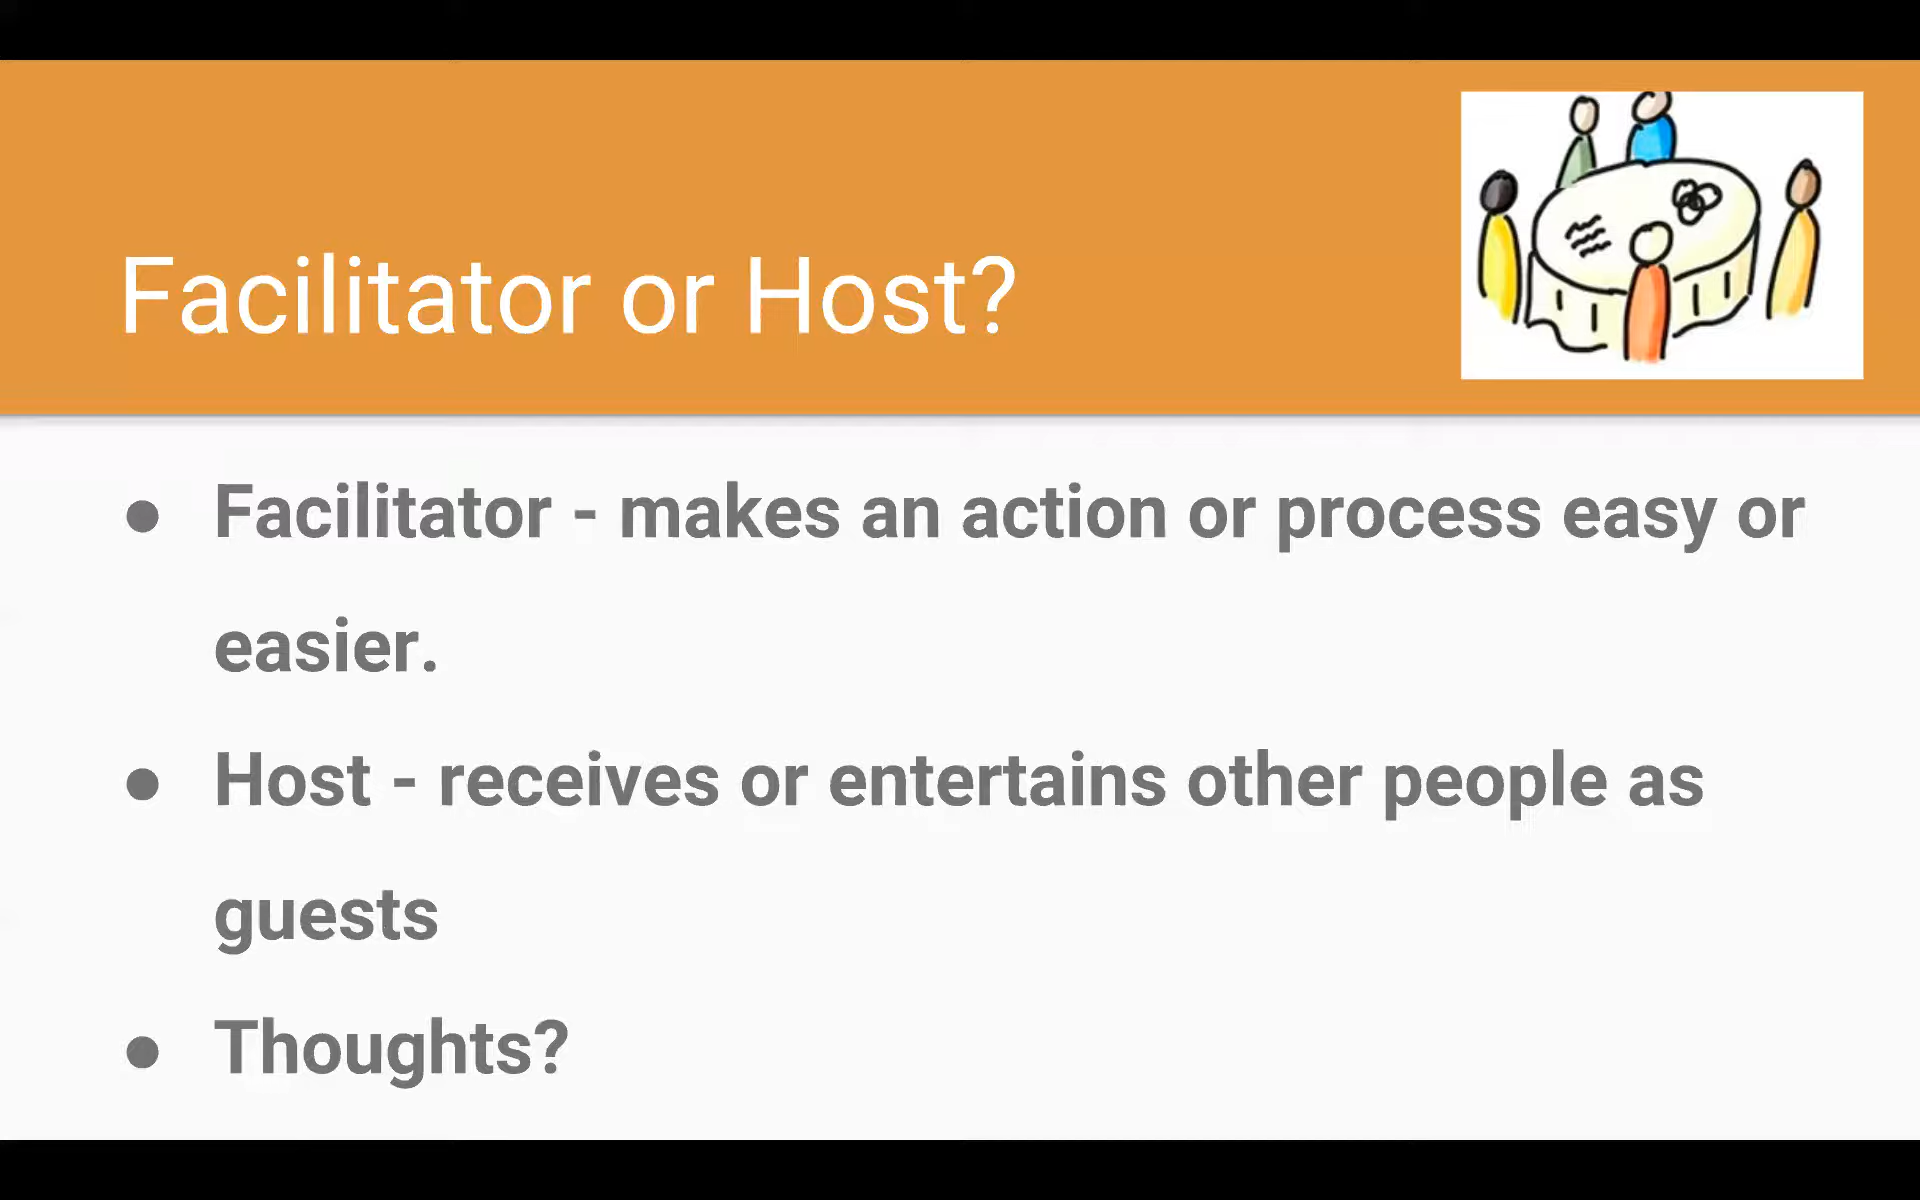 Facilitator or Host?
● Facilitator - makes an action or process easy or
easier.
● Host - receives or entertains other people as
guests
● Thoughts?